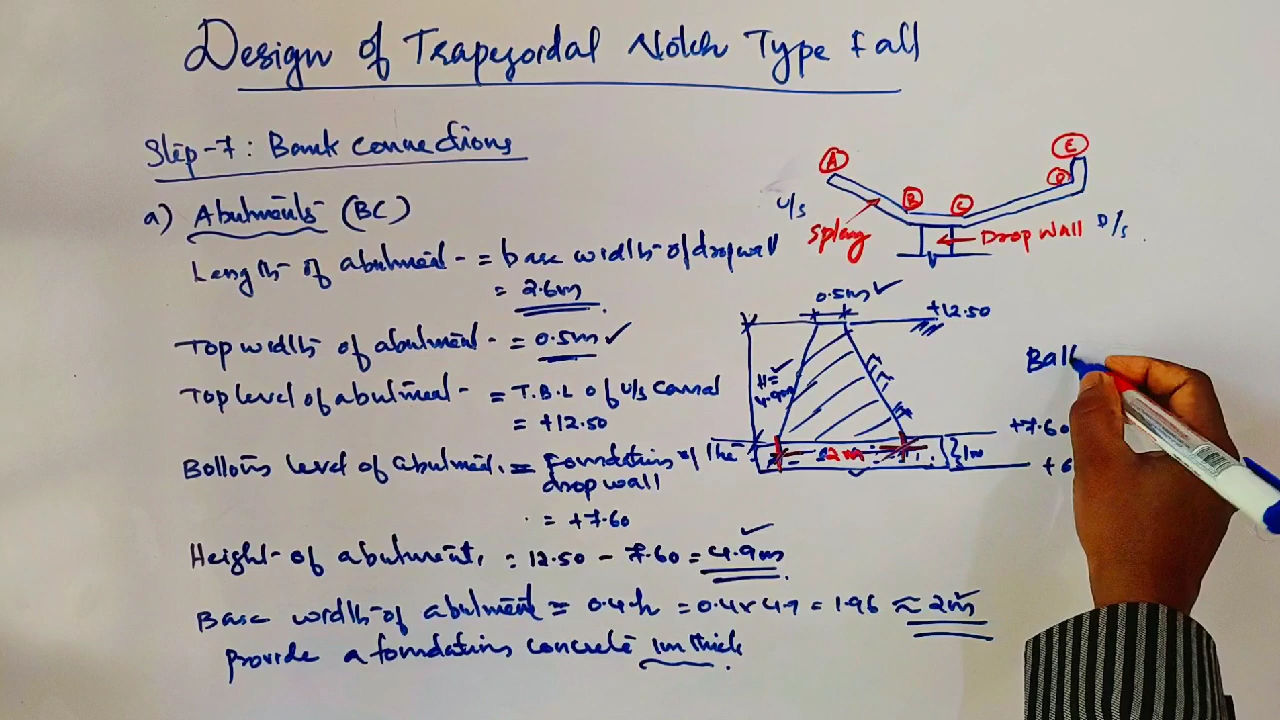 Design of Trapezoidal Notch Type Fall
Step-7: Bank connections
a) Abutments (BC)
Length of abutment = base width of drop wall
= 2.6m
Top width of abutment = 0.5m ✓
Top level of abutment = T.B.L of U/s canal
= +12.50
Bottom level of abutment = Foundation of the
drop wall
= +7.60
Height of abutment = 12.50 - 7.60 = 4.9m
Base width of abutment = 0.4h = 0.4x4.9 = 1.96 ≈ 2m
Provide a foundation concrete 1m thick.
A
B
C
D
E
U/s
splay
Drop wall
D/s
0.5m ✓
+12.50
H=
4.9m
2m
1m
+7.60
+6